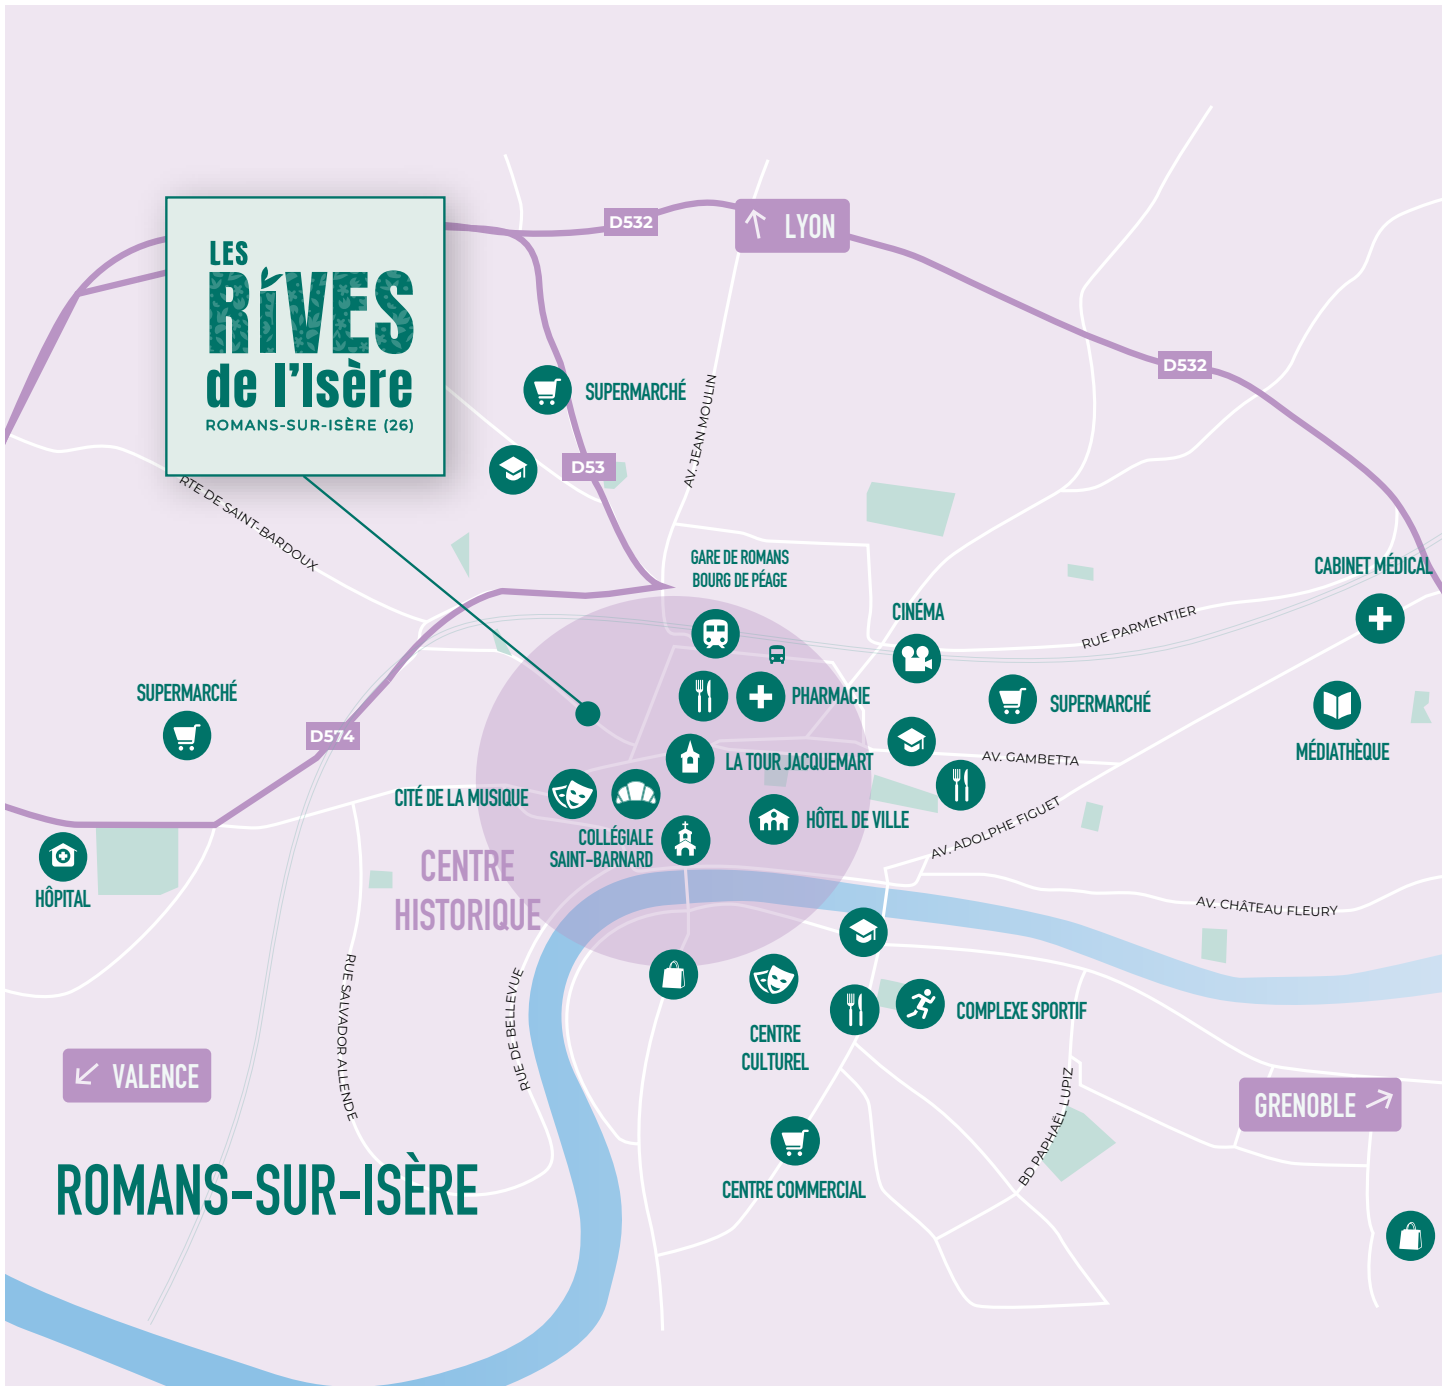 LES
RIVES
de l'Isère
ROMANS-SUR-ISÈRE (26)
D532
LYON
D532
SUPERMARCHÉ
AV. JEAN MOULIN
D53
RTE DE SAINT-BARDOUX
GARE DE ROMANS
BOURG DE PÉAGE
CABINET MÉDICAL
CINÉMA
RUE PARMENTIER
SUPERMARCHÉ
PHARMACIE
SUPERMARCHÉ
D574
MÉDIATHÈQUE
LA TOUR JACQUEMART
AV. GAMBETTA
CITÉ DE LA MUSIQUE
HÔTEL DE VILLE
AV. ADOLPHE FIGUET
COLLÉGIALE
SAINT-BARNARD
CENTRE
HISTORIQUE
HÔPITAL
AV. CHÂTEAU FLEURY
RUE SALVADOR ALLENDE
RUE DE BELLEVUE
COMPLEXE SPORTIF
CENTRE
CULTUREL
VALENCE
BD PAPHAËL LUPIZ
GRENOBLE
CENTRE COMMERCIAL
ROMANS-SUR-ISÈRE